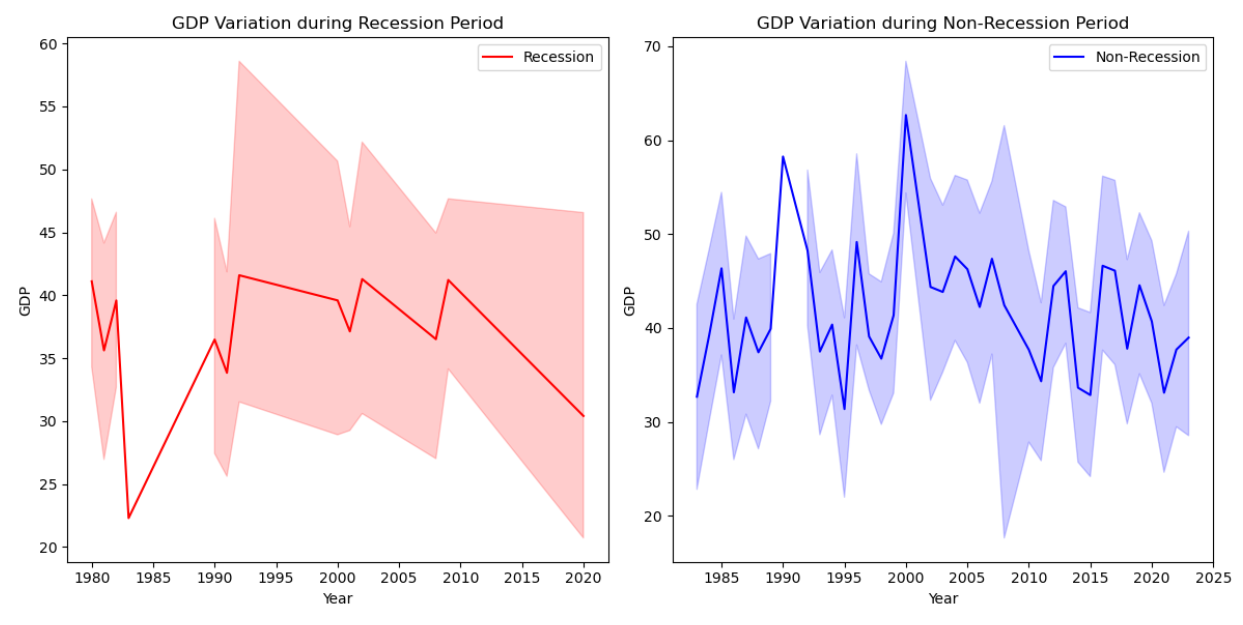 GDP Variation during Recession Period
Recession
60
55
50
45
40
35
30
25
20
GDP
1980 1985 1990 1995 2000 2005 2010 2015 2020
Year
GDP Variation during Non-Recession Period
Non-Recession
70
60
50
40
30
20
GDP
1985 1990 1995 2000 2005 2010 2015 2020 2025
Year